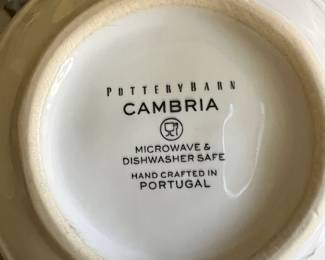 POTTERYBARN
CAMBRIA
MICROWAVE &
DISHWASHER SAFE
HAND CRAFTED IN
PORTUGAL